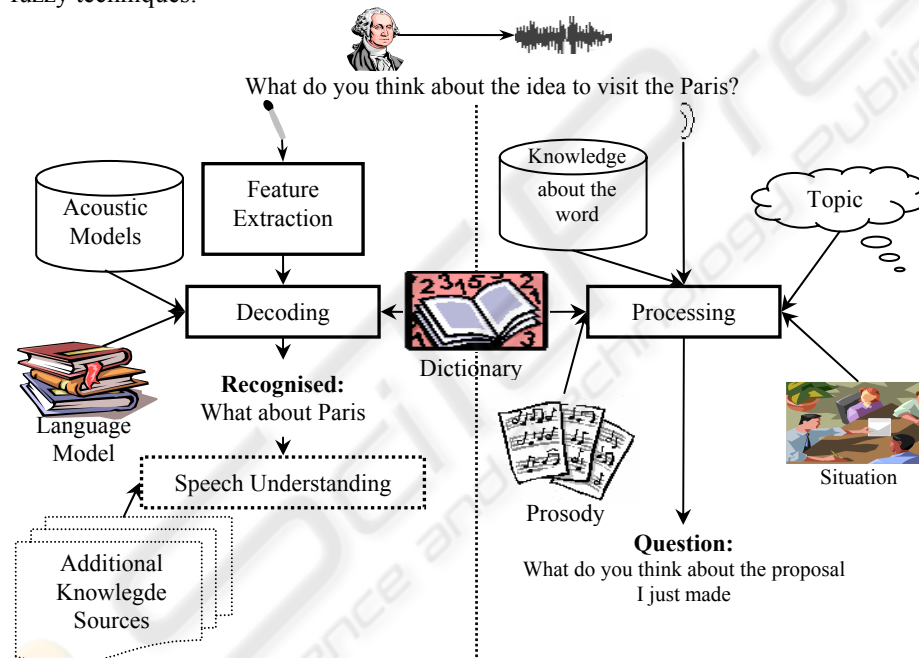 fuzzy techniques.
What do you think about the idea to visit the Paris?
Feature
Extraction
Acoustic
Models
Decoding
Language
Model
Recognised:
What about Paris
Speech Understanding
Additional
Knowlegde
Sources
Dictionary
Knowledge
about the
word
Topic
Processing
Prosody
Situation
Question:
What do you think about the proposal
I just made